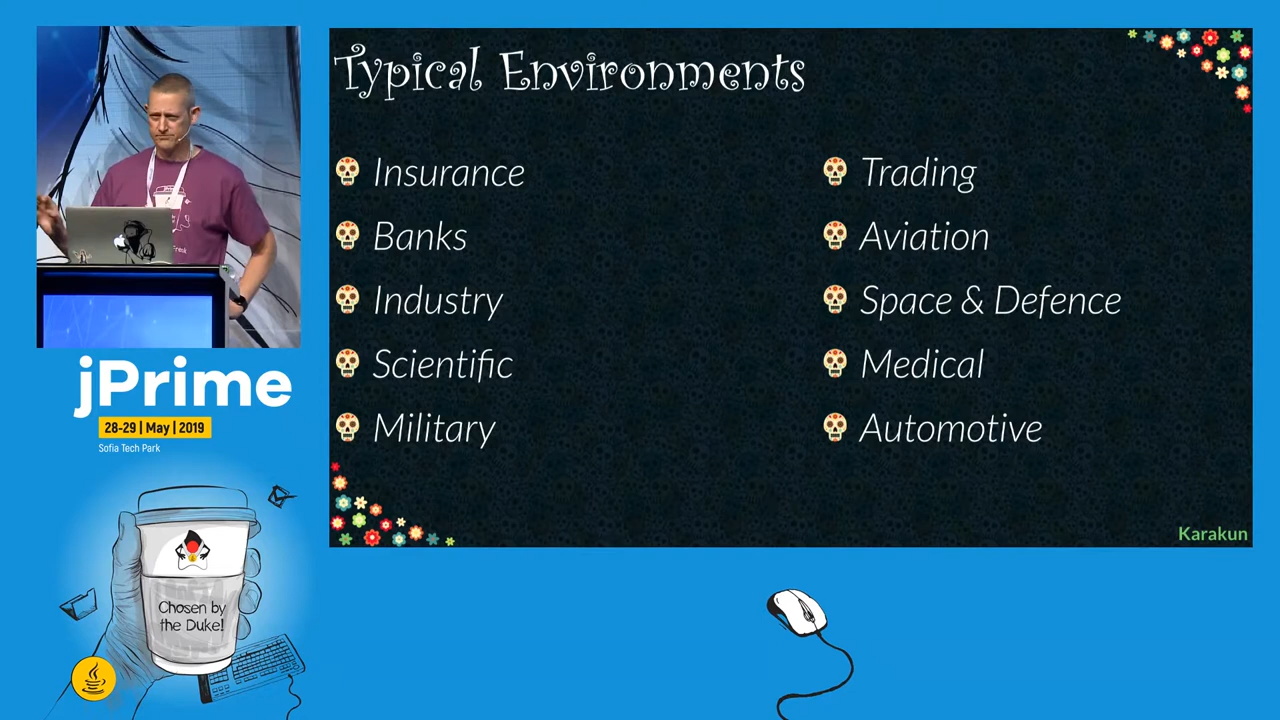 Typical Environments
Insurance
Banks
Industry
Scientific
Military
Trading
Aviation
Space & Defence
Medical
Automotive
Karakun
jPrime
28-29 | May | 2019
Sofia Tech Park
Chosen by
the Duke!